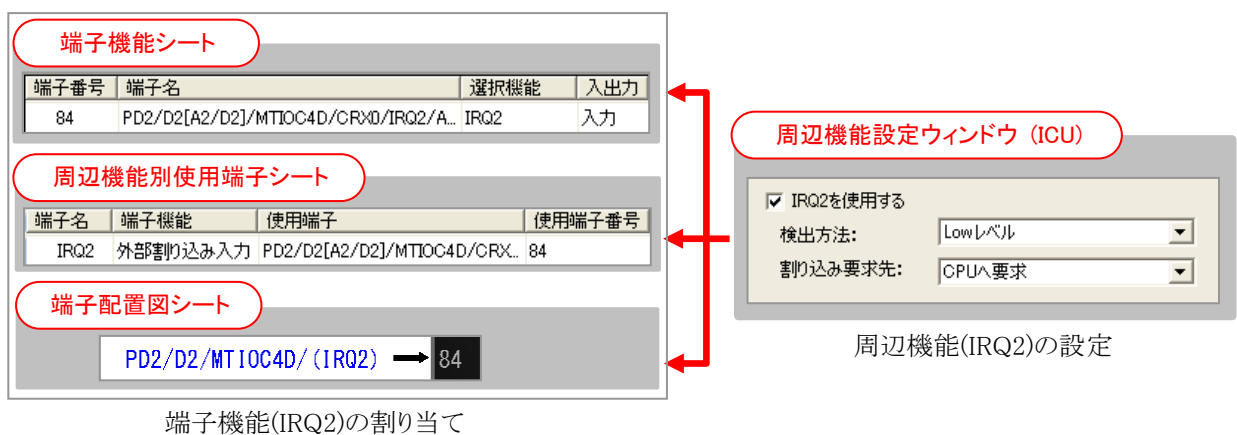 端子機能シート
端子番号 端子名 選択機能 入出力
84 PD2/D2[A2/D2]/MTIOC4D/CRX0/IRQ2/A... IRQ2 入力
周辺機能別使用端子シート
端子名 端子機能 使用端子 使用端子番号
IRQ2 外部割り込み入力 PD2/D2[A2/D2]/MTIOC4D/CRX... 84
端子配置図シート
PD2/D2/MTIOC4D/(IRQ2) 84
端子機能(IRQ2)の割り当て
周辺機能設定ウィンドウ (ICU)
IRQ2を使用する
検出方法: Lowレベル
割り込み要求先: CPUへ要求
周辺機能(IRQ2)の設定